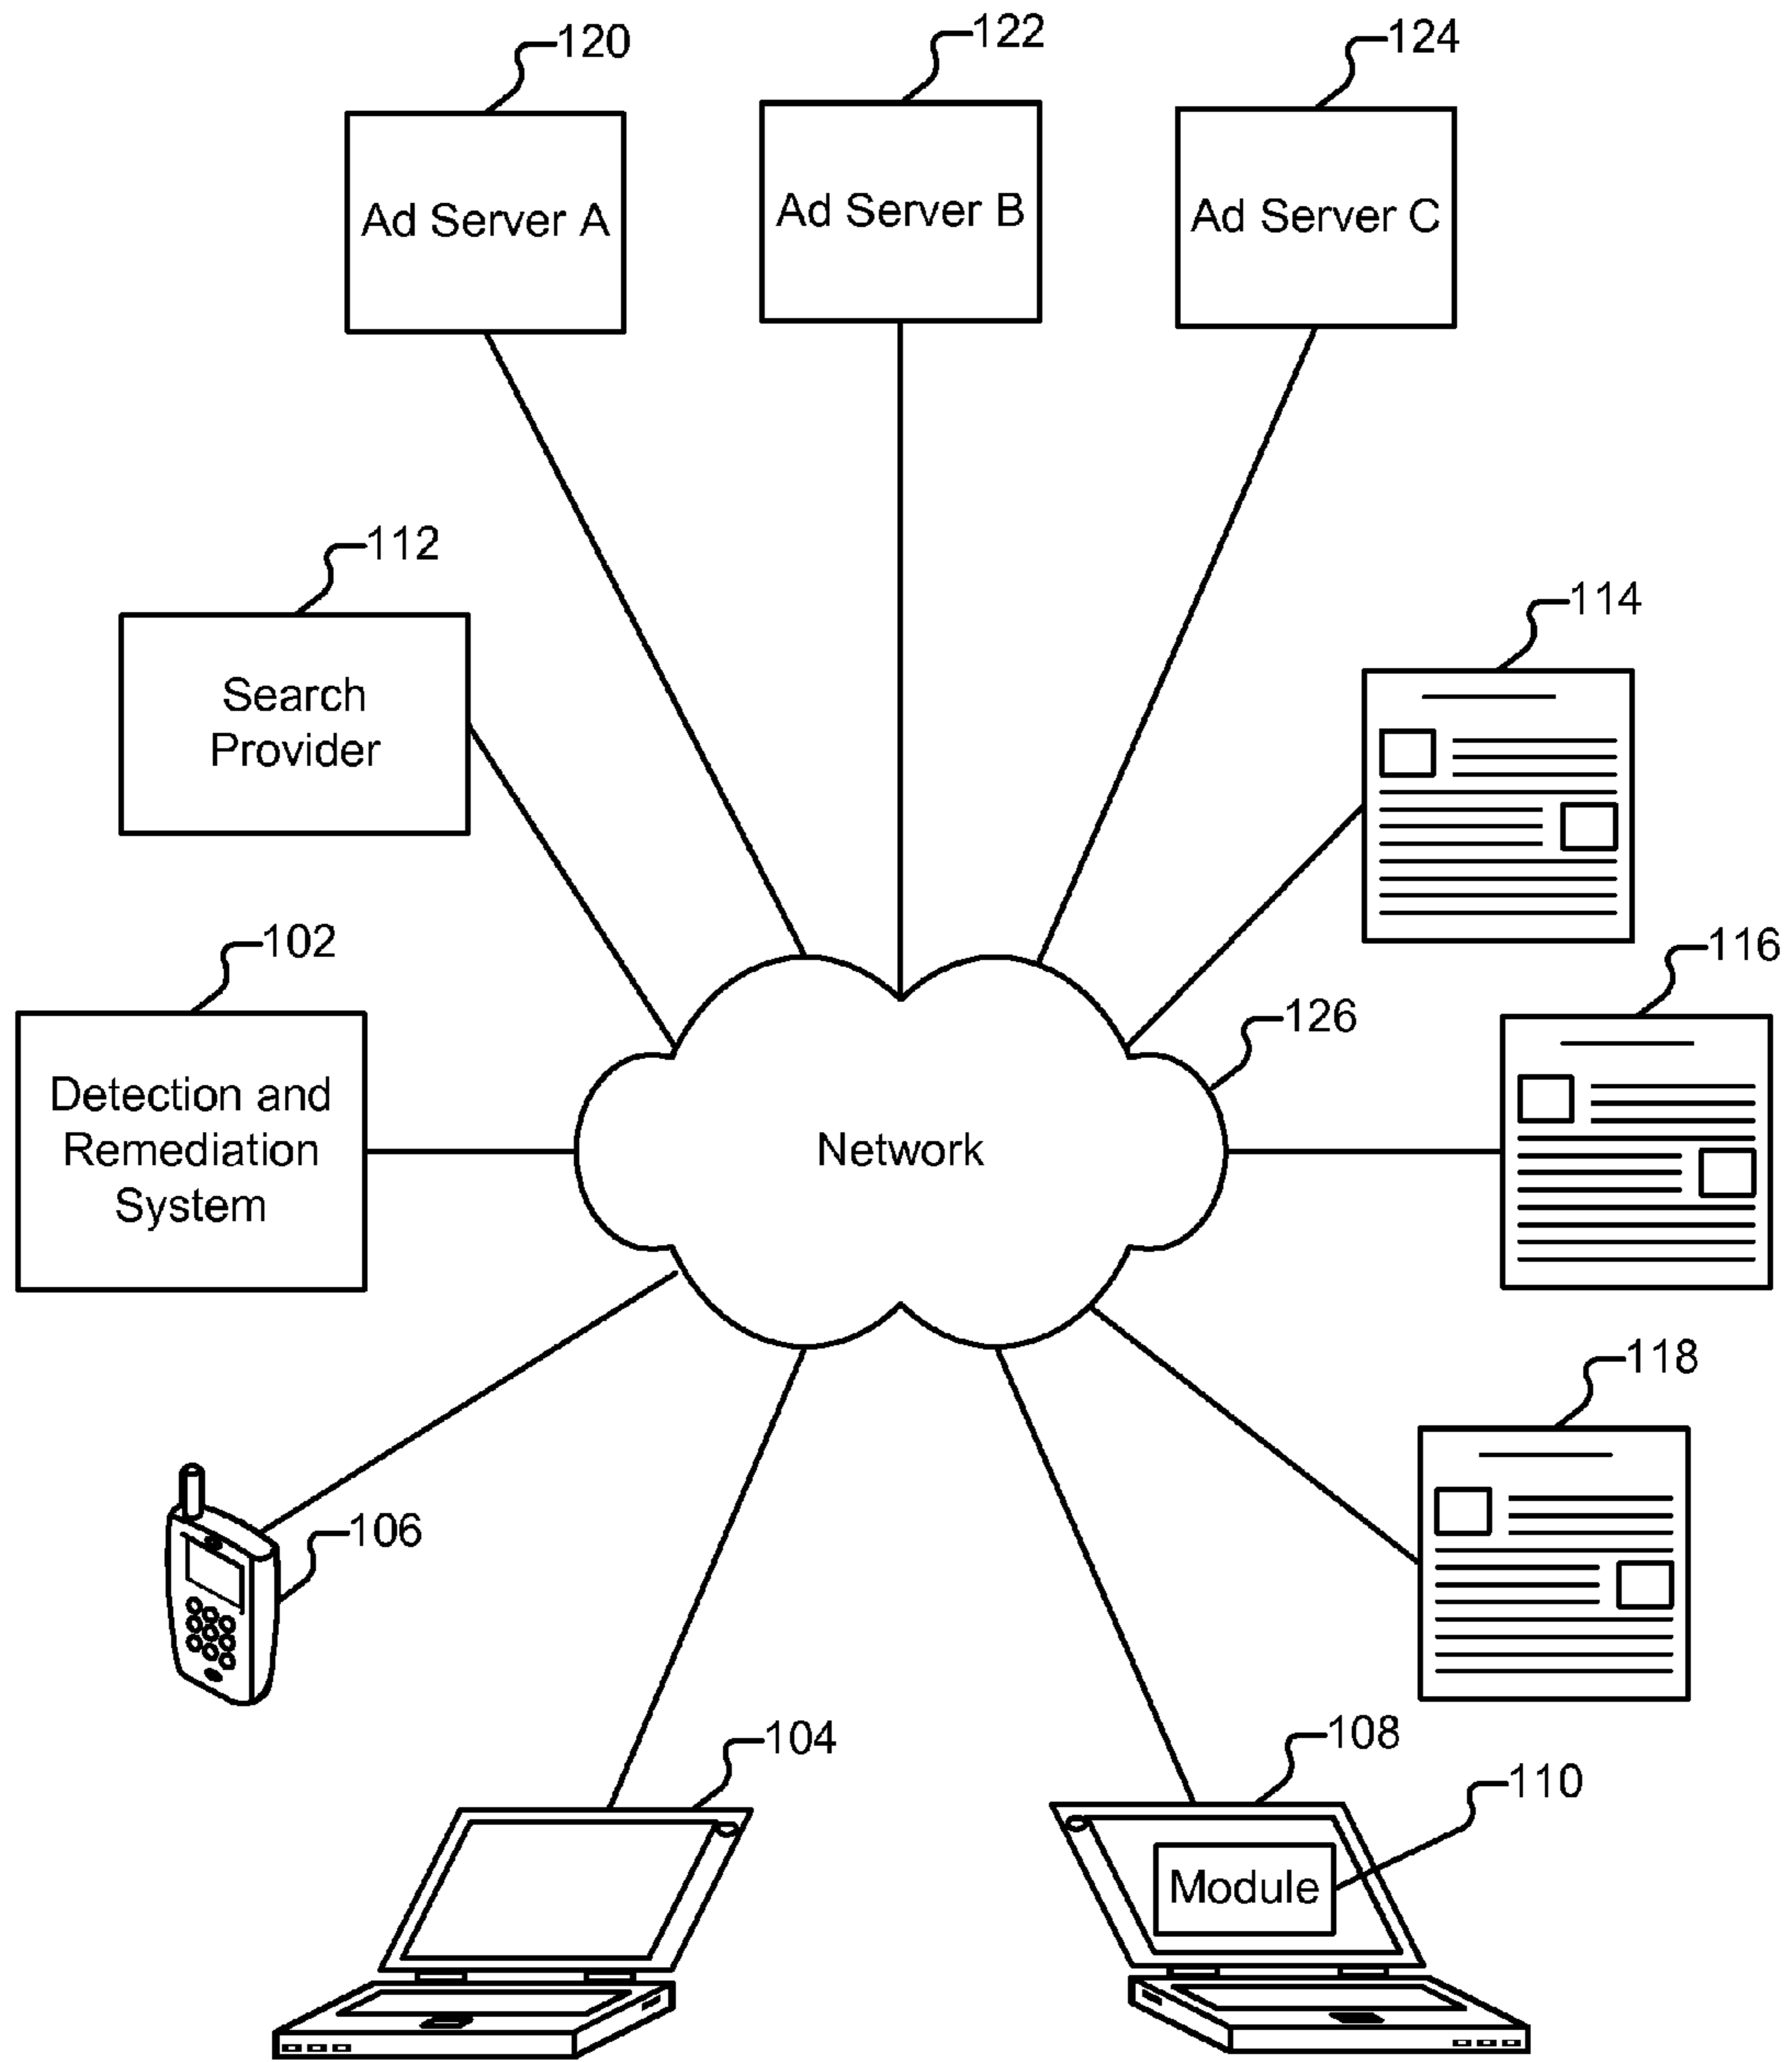 120
122
124
Ad Server A
Ad Server B
Ad Server C
112
114
Search
Provider
102
116
126
Detection and
Remediation
System
Network
118
106
104
108
110
Module